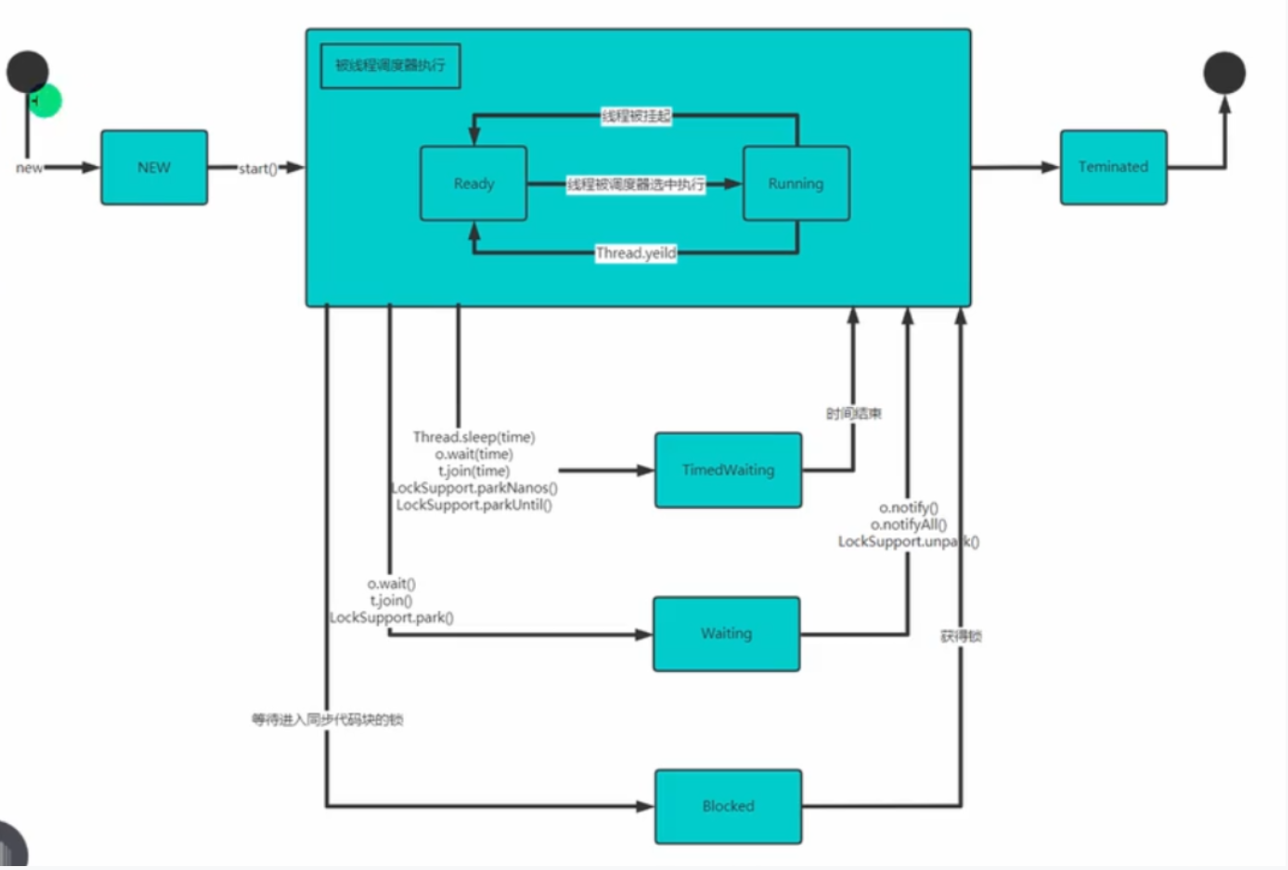 被线程调度器执行
线程被挂起
new
NEW
start()
Ready
线程被调度器选中执行
Running
Teminated
Thread.yeild
时间结束
Thread.sleep(time)
o.wait(time)
t.join(time)
LockSupport.parkNanos()
LockSupport.parkUntil()
TimedWaiting
o.notify()
o.notifyAll()
LockSupport.unpark()
o.wait()
t.join()
LockSupport.park()
Waiting
获得锁
等待进入同步代码块的锁
Blocked